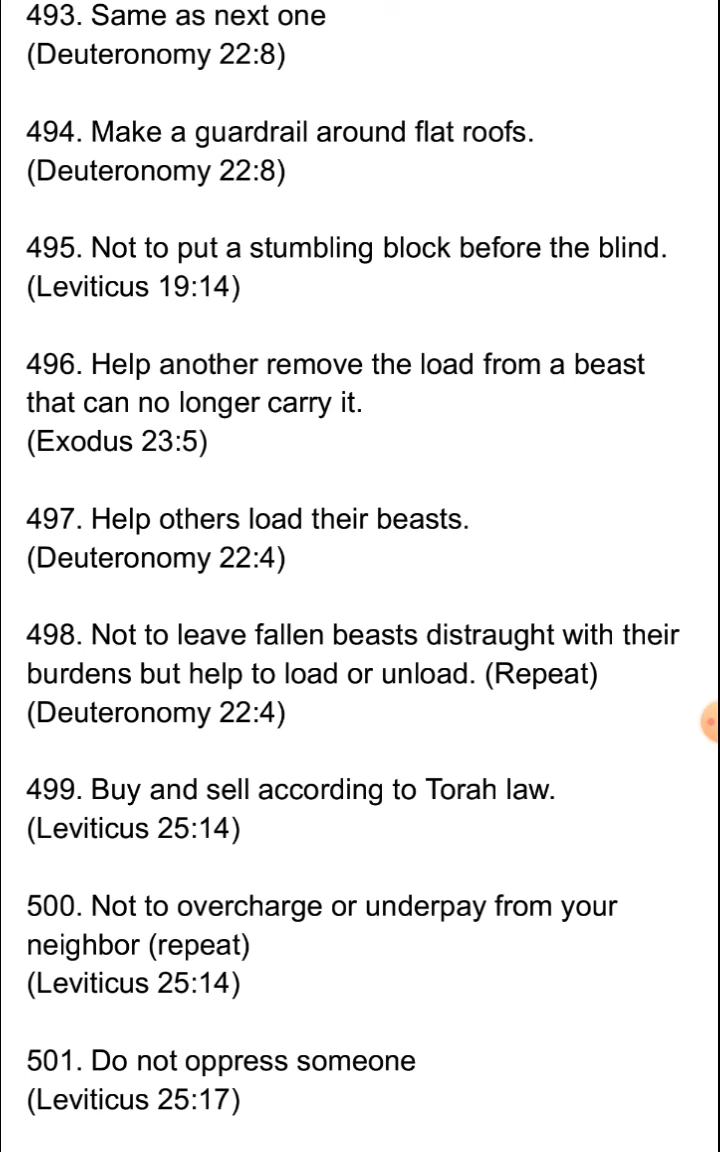 493. Same as next one
(Deuteronomy 22:8)
494. Make a guardrail around flat roofs.
(Deuteronomy 22:8)
495. Not to put a stumbling block before the blind.
(Leviticus 19:14)
496. Help another remove the load from a beast
that can no longer carry it.
(Exodus 23:5)
497. Help others load their beasts.
(Deuteronomy 22:4)
498. Not to leave fallen beasts distraught with their
burdens but help to load or unload. (Repeat)
(Deuteronomy 22:4)
499. Buy and sell according to Torah law.
(Leviticus 25:14)
500. Not to overcharge or underpay from your
neighbor (repeat)
(Leviticus 25:14)
501. Do not oppress someone
(Leviticus 25:17)